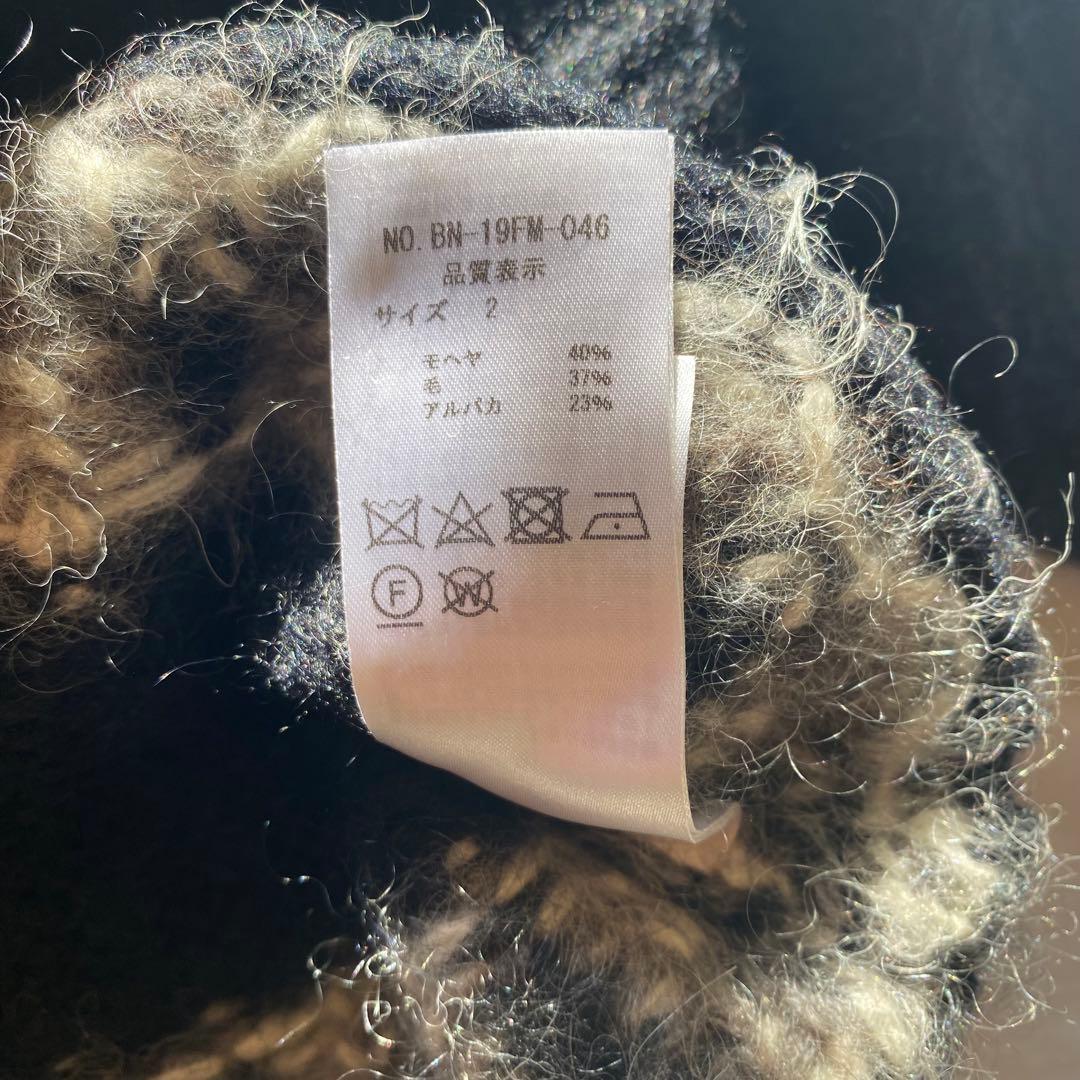 NO.BN-19FM-046
品質表示
サイズ 2
モヘヤ 40%
毛 37%
アルパカ 23%
F W